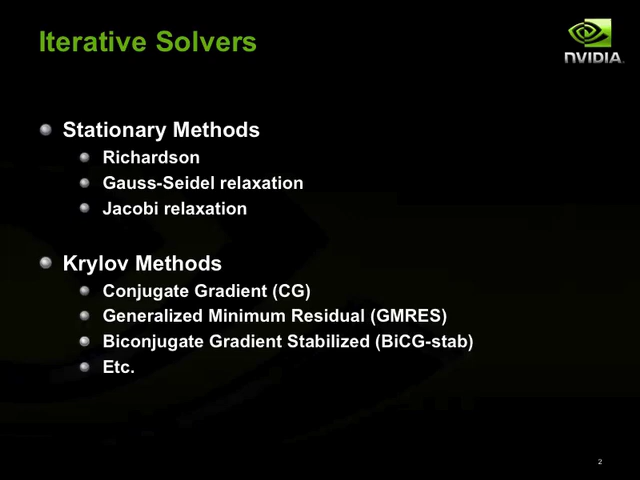 Iterative Solvers
NVIDIA
Stationary Methods
Richardson
Gauss-Seidel relaxation
Jacobi relaxation
Krylov Methods
Conjugate Gradient (CG)
Generalized Minimum Residual (GMRES)
Biconjugate Gradient Stabilized (BiCG-stab)
Etc.
2